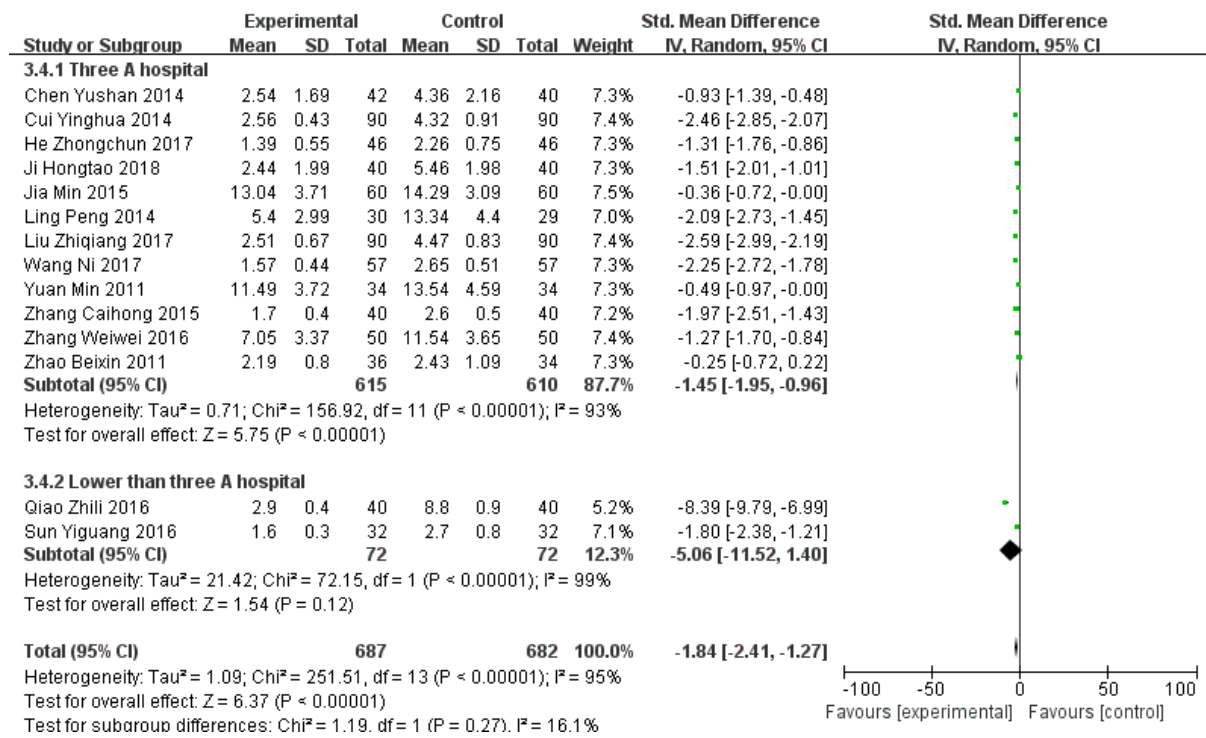 Experimental Control Std. Mean Difference Std. Mean Difference
Study or Subgroup Mean SD Total Mean SD Total Weight IV, Random, 95% CI IV, Random, 95% CI
3.4.1 Three A hospital
Chen Yushan 2014 2.54 1.69 42 4.36 2.16 40 7.3% -0.93 [-1.39, -0.48]
Cui Yinghua 2014 2.56 0.43 90 4.32 0.91 90 7.4% -2.46 [-2.85, -2.07]
He Zhongchun 2017 1.39 0.55 46 2.26 0.75 46 7.3% -1.31 [-1.76, -0.86]
Ji Hongtao 2018 2.44 1.99 40 5.46 1.98 40 7.3% -1.51 [-2.01, -1.01]
Jia Min 2015 13.04 3.71 60 14.29 3.09 60 7.5% -0.36 [-0.72, -0.00]
Ling Peng 2014 5.4 2.99 30 13.34 4.4 29 7.0% -2.09 [-2.73, -1.45]
Liu Zhiqiang 2017 2.51 0.67 90 4.47 0.83 90 7.4% -2.59 [-2.99, -2.19]
Wang Ni 2017 1.57 0.44 57 2.65 0.51 57 7.3% -2.25 [-2.72, -1.78]
Yuan Min 2011 11.49 3.72 34 13.54 4.59 34 7.3% -0.49 [-0.97, -0.00]
Zhang Caihong 2015 1.7 0.4 40 2.6 0.5 40 7.2% -1.97 [-2.51, -1.43]
Zhang Weiwei 2016 7.05 3.37 50 11.54 3.65 50 7.3% -1.27 [-1.70, -0.84]
Zhao Beixin 2011 2.19 0.8 36 2.43 1.09 34 7.3% -0.25 [-0.72, 0.22]
Subtotal (95% CI) 615 610 87.7% -1.45 [-1.95, -0.96]
Heterogeneity: Tau² = 0.71; Chi² = 156.92, df = 11 (P < 0.00001); I² = 93%
Test for overall effect: Z = 5.75 (P < 0.00001)
3.4.2 Lower than three A hospital
Qiao Zhili 2016 2.9 0.4 40 8.8 0.9 40 5.2% -8.39 [-9.79, -6.99]
Sun Yiguang 2016 1.6 0.3 32 2.7 0.8 32 7.1% -1.80 [-2.38, -1.21]
Subtotal (95% CI) 72 72 12.3% -5.06 [-11.52, 1.40]
Heterogeneity: Tau² = 21.42; Chi² = 72.15, df = 1 (P < 0.00001); I² = 99%
Test for overall effect: Z = 1.54 (P = 0.12)
Total (95% CI) 687 682 100.0% -1.84 [-2.41, -1.27]
Heterogeneity: Tau² = 1.09; Chi² = 251.51, df = 13 (P < 0.00001); I² = 95%
Test for overall effect: Z = 6.37 (P < 0.00001)
Test for subgroup differences: Chi² = 1.19, df = 1 (P = 0.27), I² = 16.1%
-100 -50 0 50 100
Favours [experimental] Favours [control]